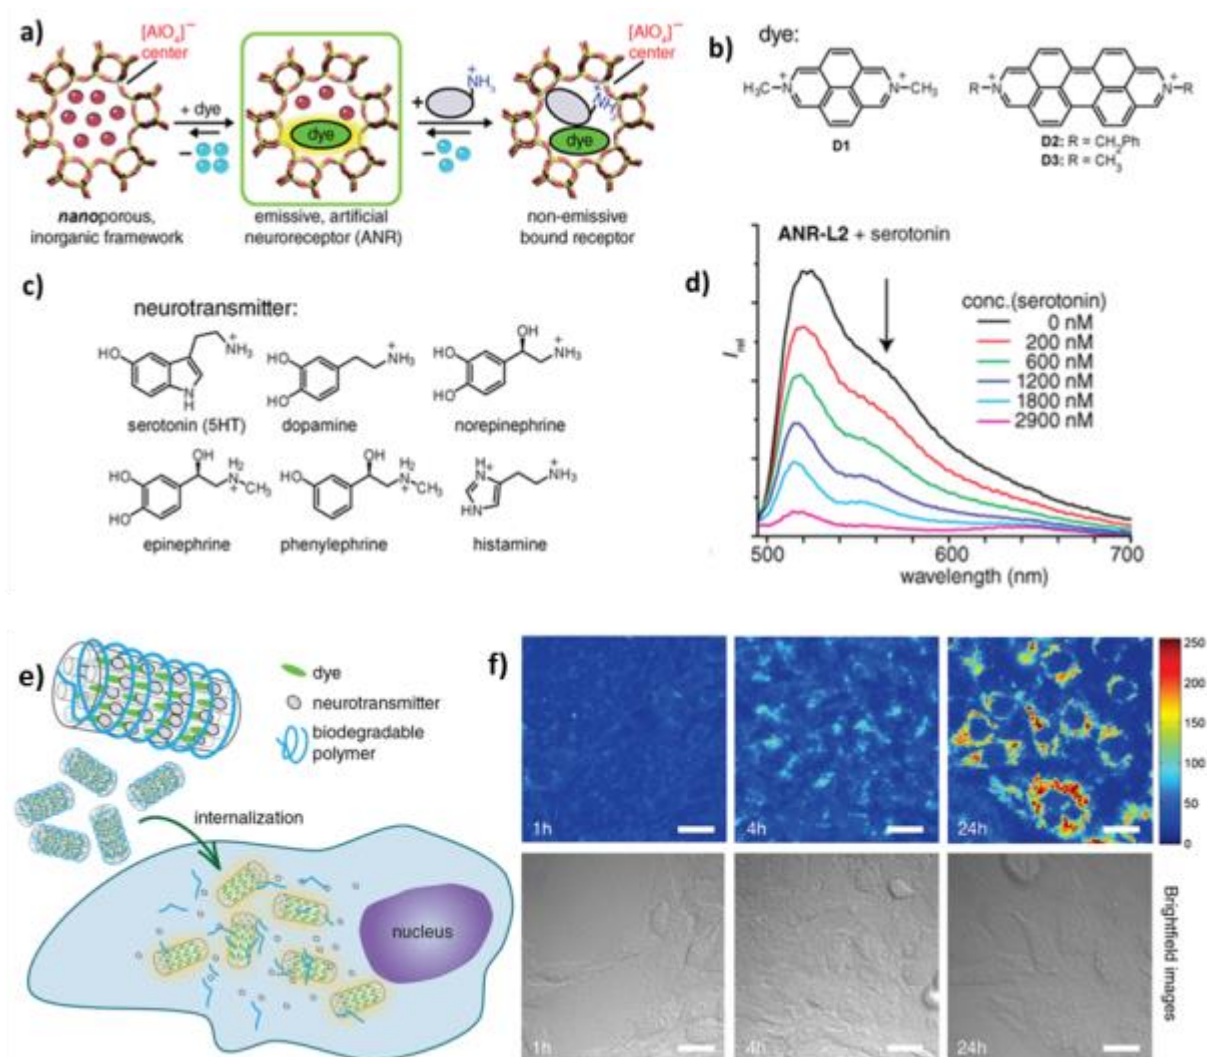 a)
[AlO₄]⁻
center
+ dye
−
dye
+
NH₃
+
−
[AlO₄]⁻
center
NH₃
+
dye
nanoporous,
inorganic framework
emissive, artificial
neuroreceptor (ANR)
non-emissive
bound receptor
b)
dye:
H₃C-N+
N+-CH₃
D1
R-N+
N+-R
D2: R = CH₂Ph
D3: R = CH₃
c)
neurotransmitter:
HO
NH₃+
N
H
serotonin (5HT)
HO
HO
NH₃+
dopamine
OH
HO
HO
NH₃+
norepinephrine
OH
H₂
HO
HO
N+
CH₃
epinephrine
OH
H₂
HO
N+
CH₃
phenylephrine
H
N+
HN
NH₃+
histamine
d)
ANR-L2 + serotonin
conc.(serotonin)
0 nM
200 nM
600 nM
1200 nM
1800 nM
2900 nM
I rel
500
600
700
wavelength (nm)
e)
dye
neurotransmitter
biodegradable
polymer
internalization
nucleus
f)
1h
4h
24h
250
200
150
100
50
0
1h
4h
24h
Brightfield images